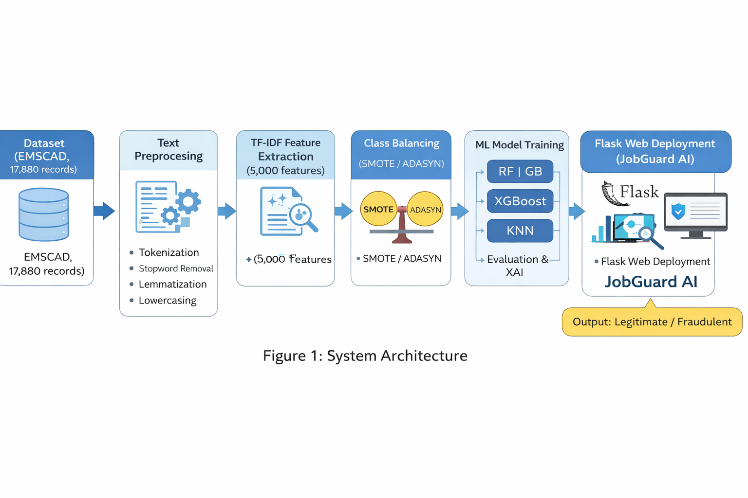 Dataset
(EMSCAD,
17,880 records)
EMSCAD,
17,880 records)
Text
Preprocesing
• Tokenization
• Stopword Removal
• Lemmatization
• Lowercasing
TF-IDF Feature
Extraction
(5,000 features)
+ (5,000 Features
Class Balancing
(SMOTE / ADASYN)
SMOTE
ADASYN
• SMOTE / ADASYN
ML Model Training
RF | GB
XGBoost
KNN
Evaluation &
XAI
Flask Web Deployment
(JobGuard AI)
Flask
• Flask Web Deployment
JobGuard AI
Output: Legitimate / Fraudulent
Figure 1: System Architecture